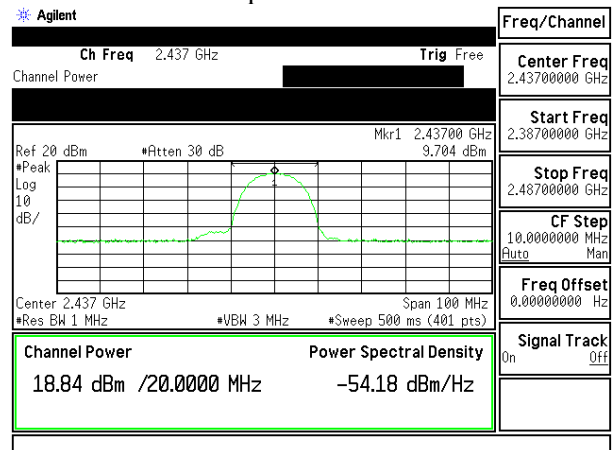 Agilent
Ch Freq 2.437 GHz Trig Free
Channel Power
Mkr1 2.43700 GHz
Ref 20 dBm #Atten 30 dB 9.704 dBm
#Peak
Log
10
dB/
1
Center 2.437 GHz Span 100 MHz
#Res BW 1 MHz #VBW 3 MHz #Sweep 500 ms (401 pts)
Channel Power Power Spectral Density
18.84 dBm /20.0000 MHz -54.18 dBm/Hz
Freq/Channel
Center Freq
2.43700000 GHz
Start Freq
2.38700000 GHz
Stop Freq
2.48700000 GHz
CF Step
10.0000000 MHz
Auto Man
Freq Offset
0.00000000 Hz
Signal Track
On Off